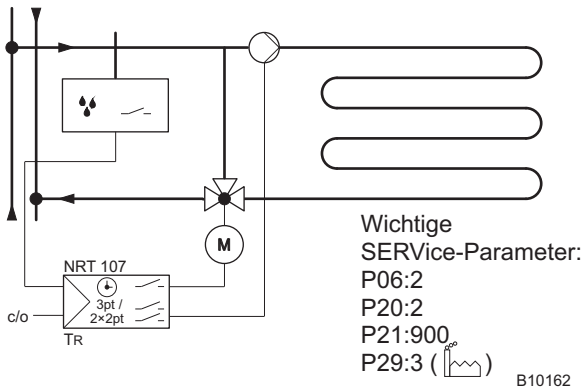 M
NRT 107
3pt /
2×2pt
c/o
TR
Wichtige
SERVice-Parameter:
P06:2
P20:2
P21:900
P29:3 ( )
B10162